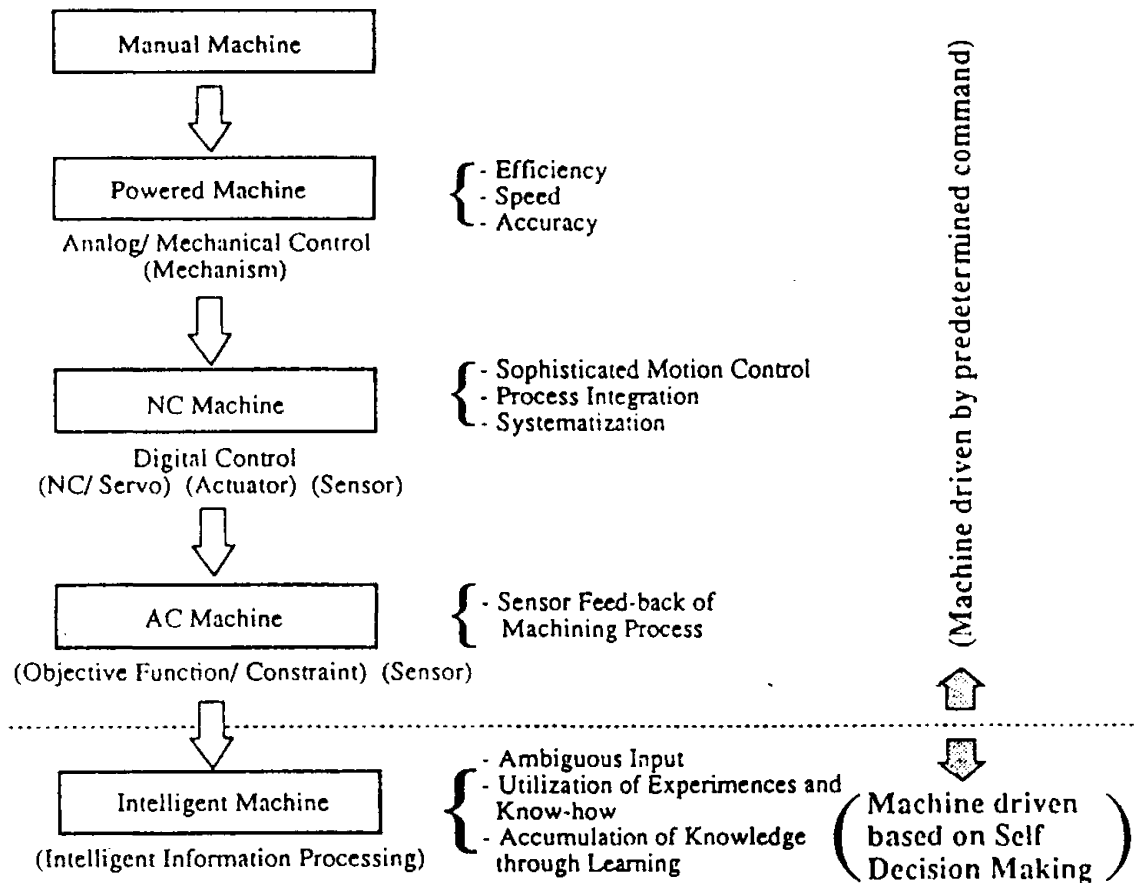 Manual Machine
Powered Machine
Analog/ Mechanical Control
(Mechanism)
- Efficiency
- Speed
- Accuracy
NC Machine
Digital Control
(NC/ Servo) (Actuator) (Sensor)
- Sophisticated Motion Control
- Process Integration
- Systematization
AC Machine
(Objective Function/ Constraint) (Sensor)
- Sensor Feed-back of
Machining Process
(Machine driven by predetermined command)
Intelligent Machine
(Intelligent Information Processing)
- Ambiguous Input
- Utilization of Experimences and
Know-how
- Accumulation of Knowledge
through Learning
(Machine driven
based on Self
Decision Making)